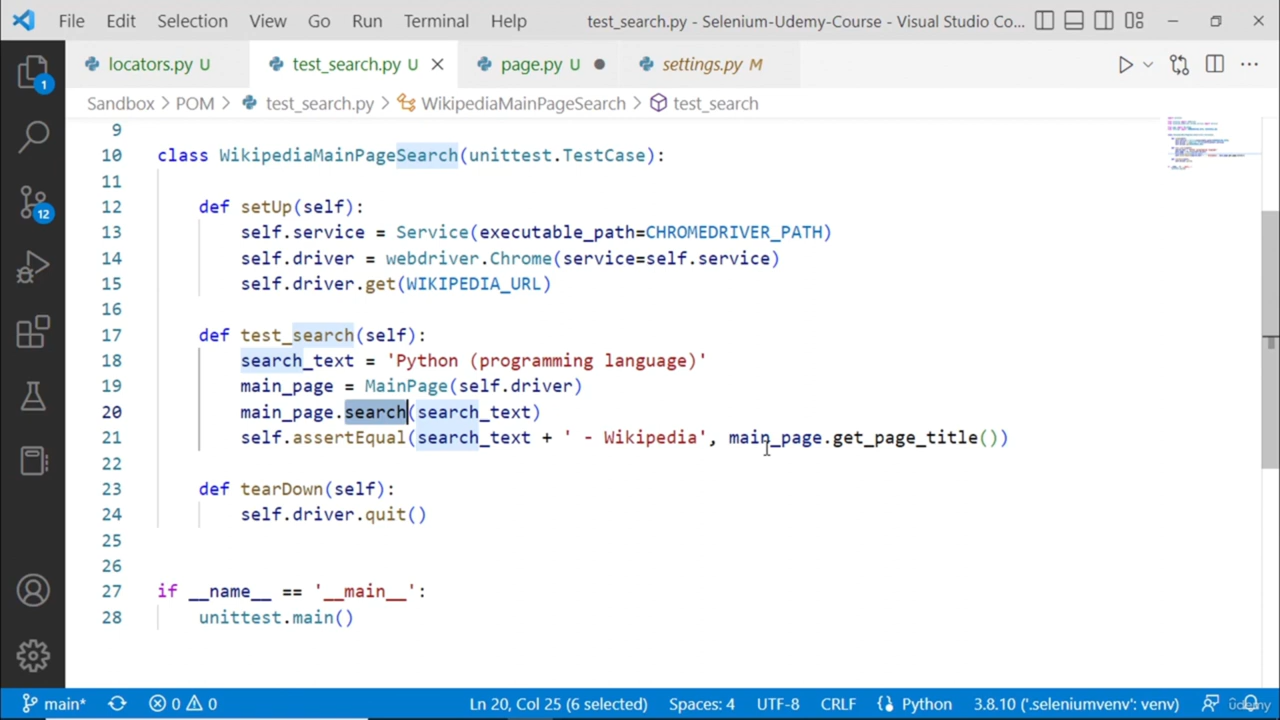 File Edit Selection View Go Run Terminal Help test_search.py - Selenium-Udemy-Course - Visual Studio Co...
locators.py U test_search.py U page.py U settings.py M
Sandbox > POM > test_search.py > WikipediaMainPageSearch > test_search
9
10 class WikipediaMainPageSearch(unittest.TestCase):
11
12 def setUp(self):
13 self.service = Service(executable_path=CHROMEDRIVER_PATH)
14 self.driver = webdriver.Chrome(service=self.service)
15 self.driver.get(WIKIPEDIA_URL)
16
17 def test_search(self):
18 search_text = 'Python (programming language)'
19 main_page = MainPage(self.driver)
20 main_page.search(search_text)
21 self.assertEqual(search_text + ' - Wikipedia', main_page.get_page_title())
22
23 def tearDown(self):
24 self.driver.quit()
25
26
27 if __name__ == '__main__':
28 unittest.main()
1
12
main* 0 0 Ln 20, Col 25 (6 selected) Spaces: 4 UTF-8 CRLF Python 3.8.10 ('.seleniumvenv': venv)
udemy